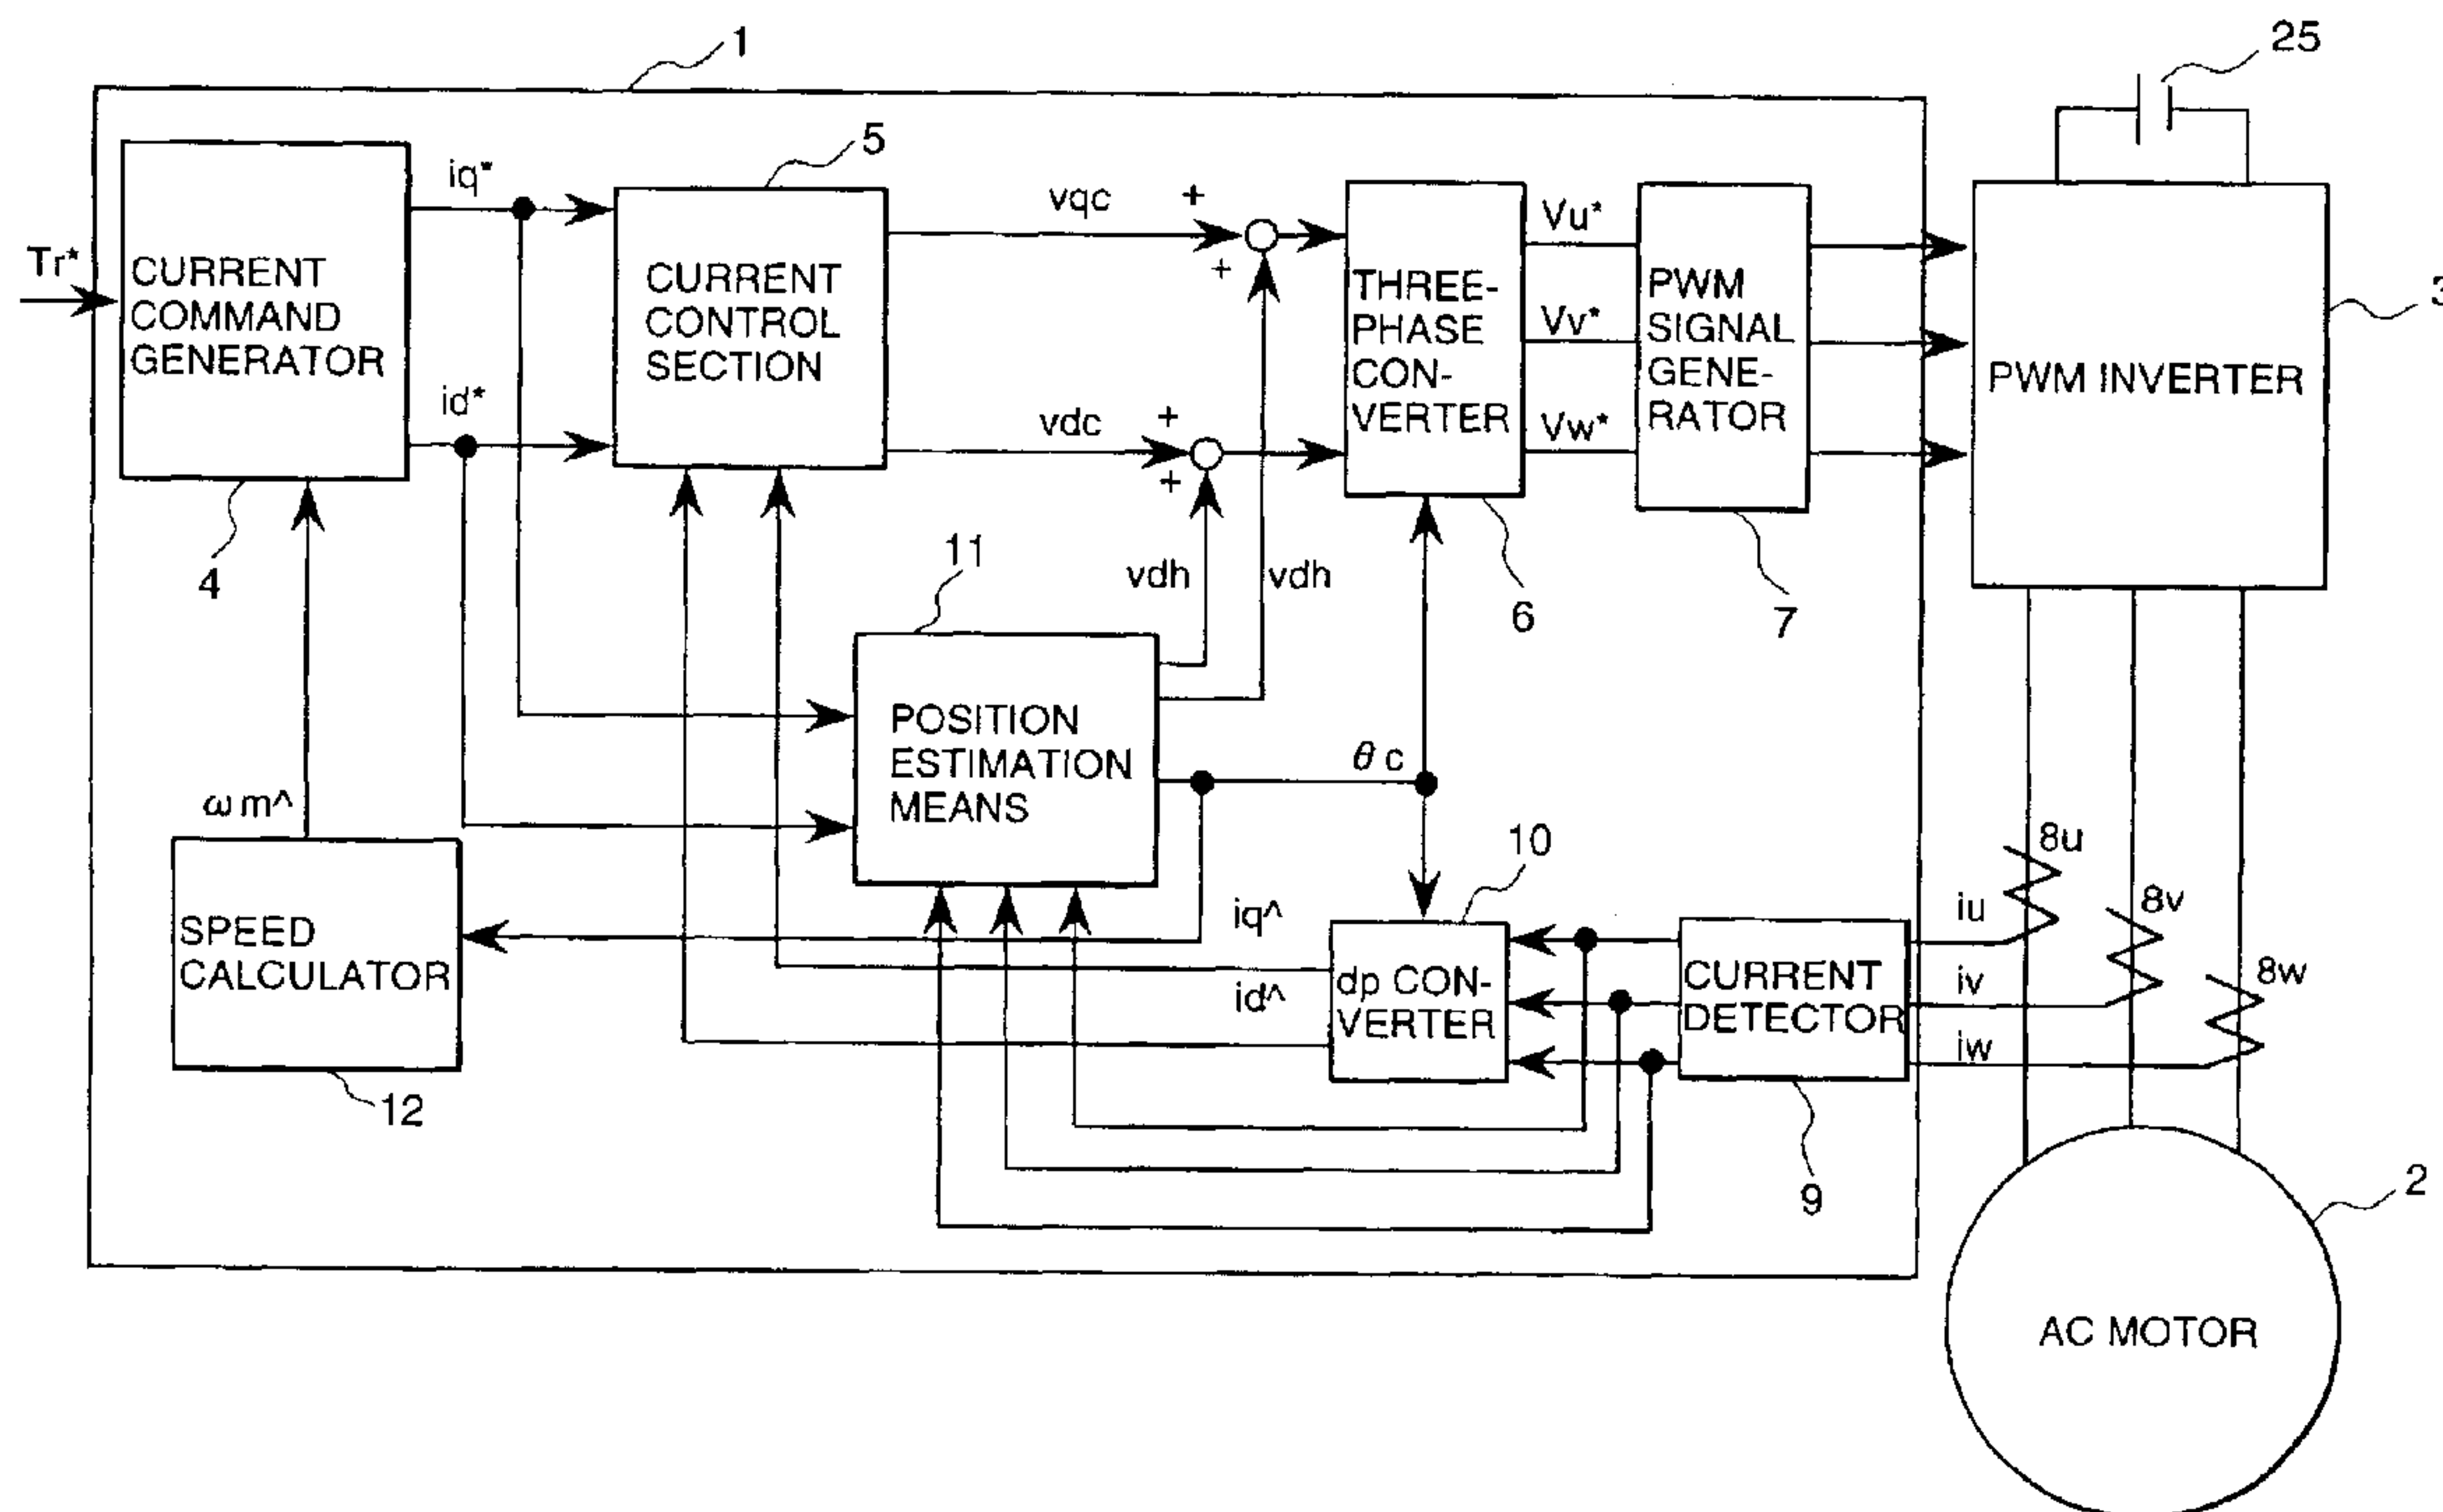 1
25
5
iq*
vqc
+
+
Vu*
Tr*
CURRENT
COMMAND
GENERATOR
CURRENT
CONTROL
SECTION
THREE-
PHASE
CON-
VERTER
Vv*
PWM
SIGNAL
GENE-
RATOR
PWM INVERTER
3
id*
vdc
+
+
Vw*
4
11
vdh
vdh
6
7
POSITION
ESTIMATION
MEANS
θc
ωm^
8u
8v
8w
10
SPEED
CALCULATOR
iq^
id^
dp CON-
VERTER
CURRENT
DETECTOR
iu
iv
iw
12
9
2
AC MOTOR